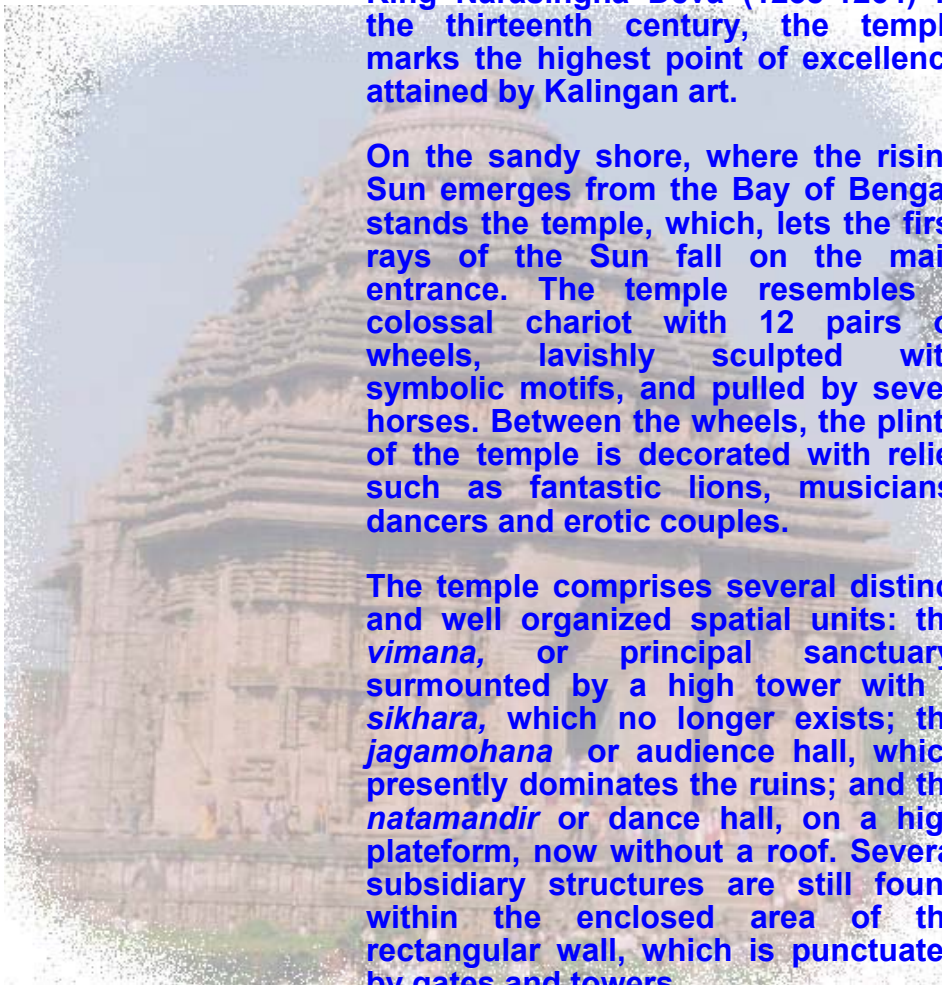 King Narasingha Deva
the thirteenth century, the templ
marks the highest point of excellenc
attained by Kalingan art.
On the sandy shore, where the risin
Sun emerges from the Bay of Benga
stands the temple, which, lets the firs
rays of the Sun fall on the mai
entrance. The temple resembles
colossal chariot with 12 pairs o
wheels, lavishly sculpted wit
symbolic motifs, and pulled by seve
horses. Between the wheels, the plint
of the temple is decorated with relie
such as fantastic lions, musicians
dancers and erotic couples.
The temple comprises several distinc
and well organized spatial units: th
vimana, or principal sanctuary
surmounted by a high tower with
sikhara, which no longer exists; th
jagamohana or audience hall, whic
presently dominates the ruins; and th
natamandir or dance hall, on a hig
plateform, now without a roof. Severa
subsidiary structures are still foun
within the enclosed area of th
rectangular wall, which is punctuate
by gates and towers